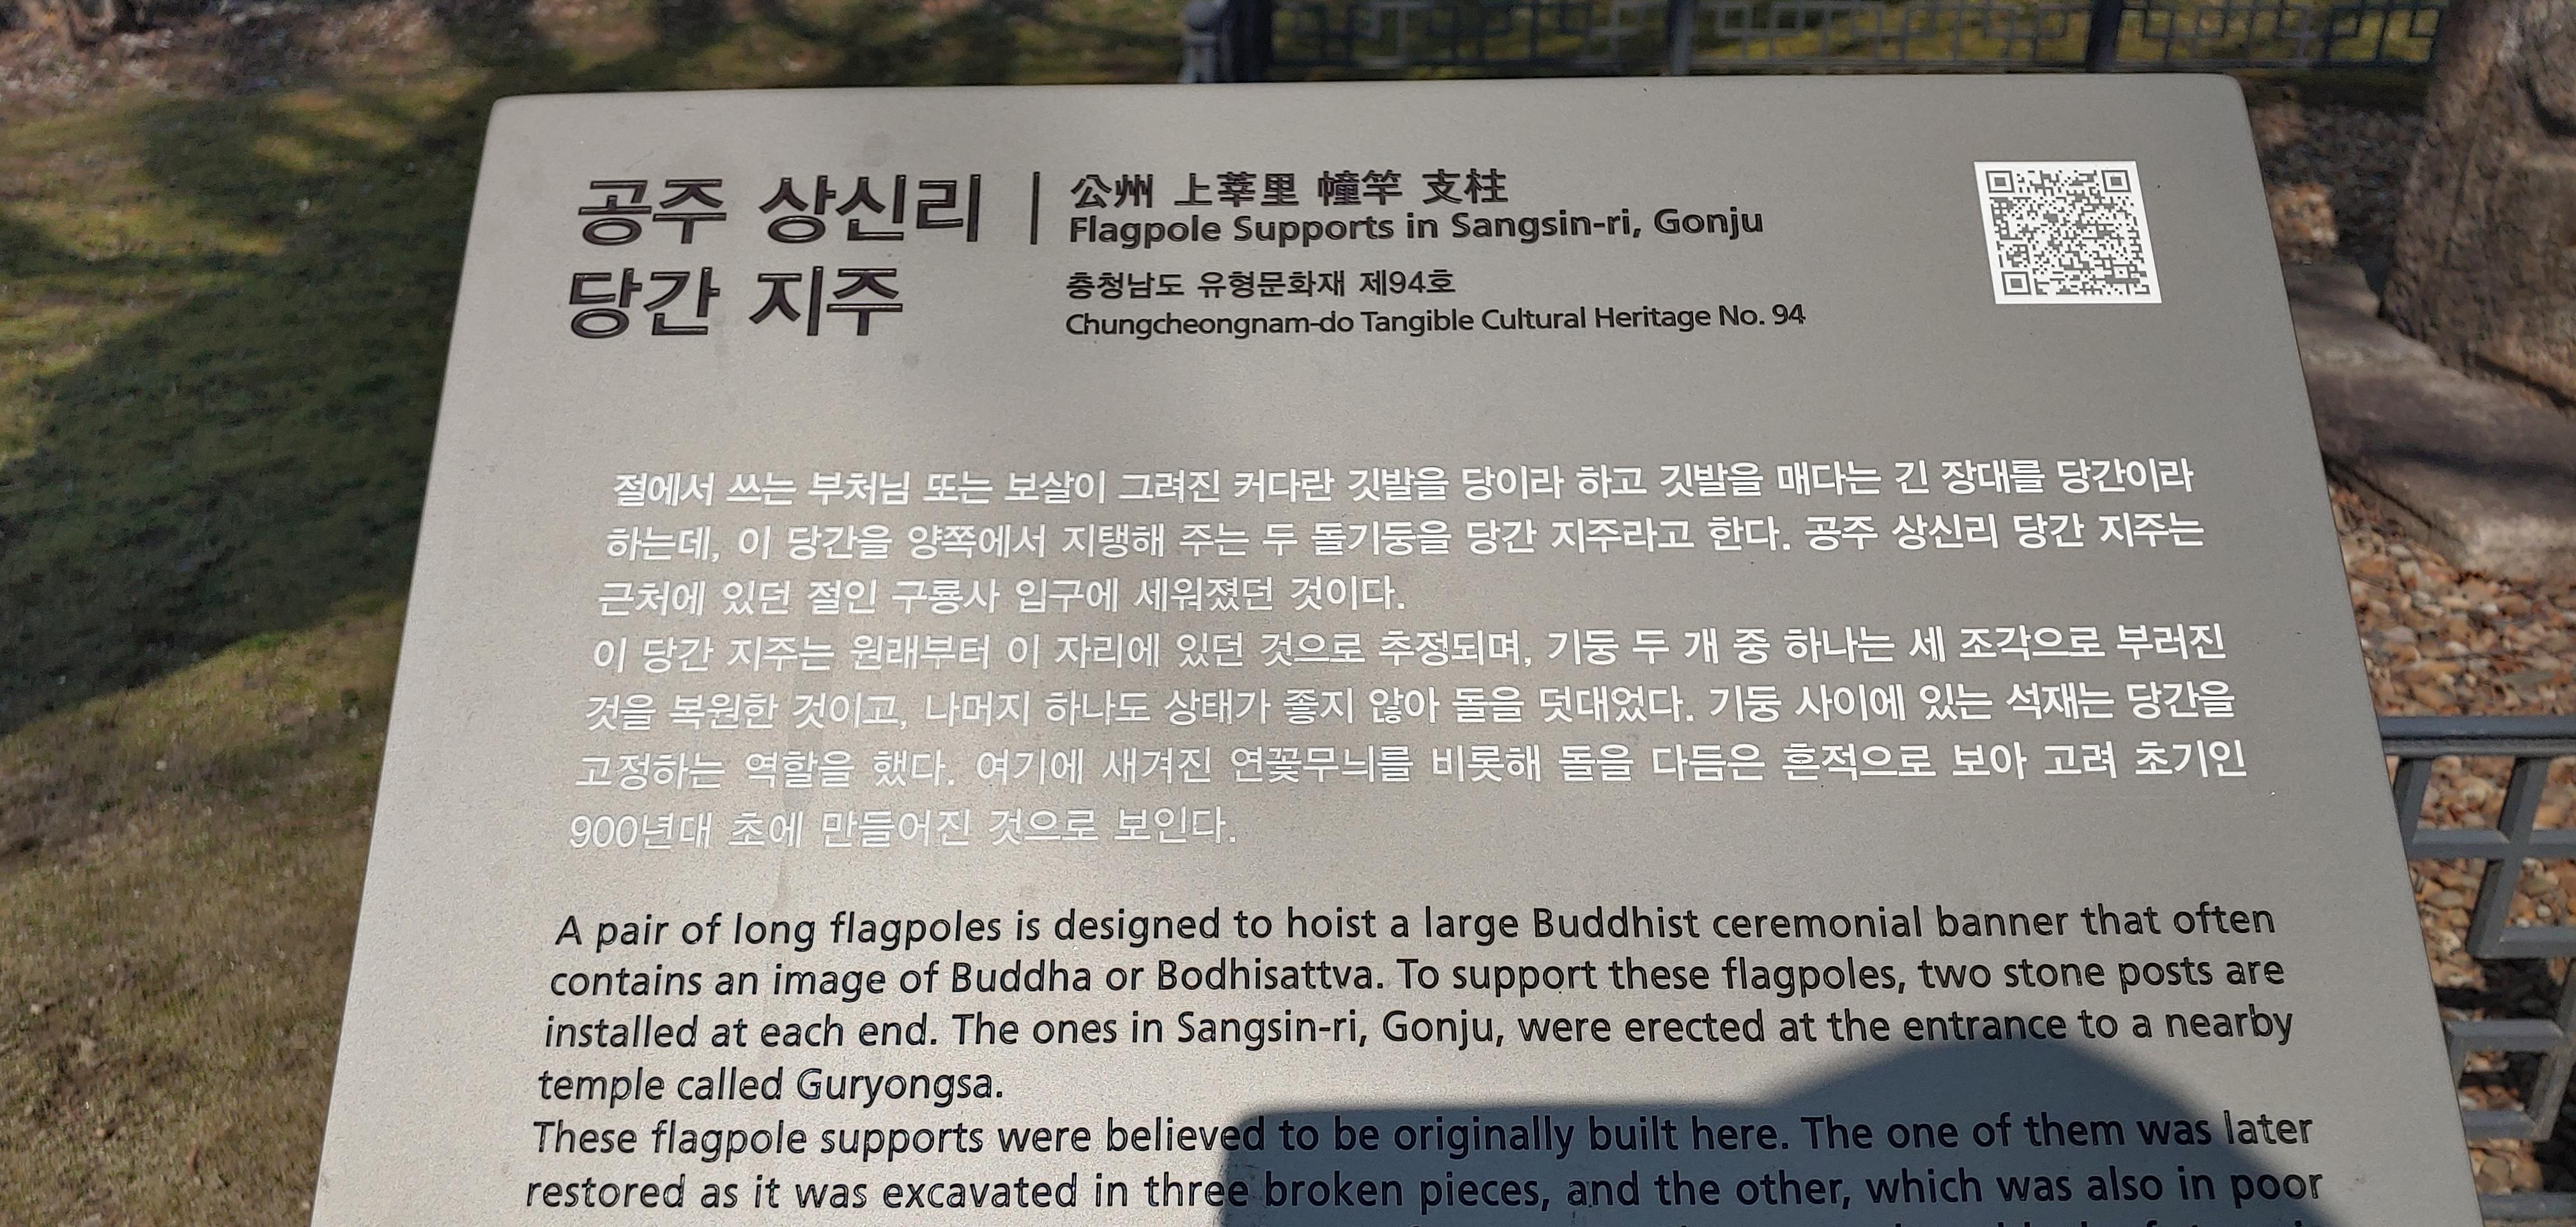 공주 상신리
당간 지주
公州 上莘里 幢竿 支柱
Flagpole Supports in Sangsin-ri, Gonju
충청남도 유형문화재 제94호
Chungcheongnam-do Tangible Cultural Heritage No. 94
절에서 쓰는 부처님 또는 보살이 그려진 커다란 깃발을 당이라 하고 깃발을 매다는 긴 장대를 당간이라
하는데, 이 당간을 양쪽에서 지탱해 주는 두 돌기둥을 당간 지주라고 한다. 공주 상신리 당간 지주는
근처에 있던 절인 구룡사 입구에 세워졌던 것이다.
이 당간 지주는 원래부터 이 자리에 있던 것으로 추정되며, 기둥 두 개 중 하나는 세 조각으로 부러진
것을 복원한 것이고, 나머지 하나도 상태가 좋지 않아 돌을 덧대었다. 기둥 사이에 있는 석재는 당간을
고정하는 역할을 했다. 여기에 새겨진 연꽃무늬를 비롯해 돌을 다듬은 흔적으로 보아 고려 초기인
900년대 초에 만들어진 것으로 보인다.
A pair of long flagpoles is designed to hoist a large Buddhist ceremonial banner that often
contains an image of Buddha or Bodhisattva. To support these flagpoles, two stone posts are
installed at each end. The ones in Sangsin-ri, Gonju, were erected at the entrance to a nearby
temple called Guryongsa.
These flagpole supports were believed to be originally built here. The one of them was later
restored as it was excavated in three broken pieces, and the other, which was also in poor